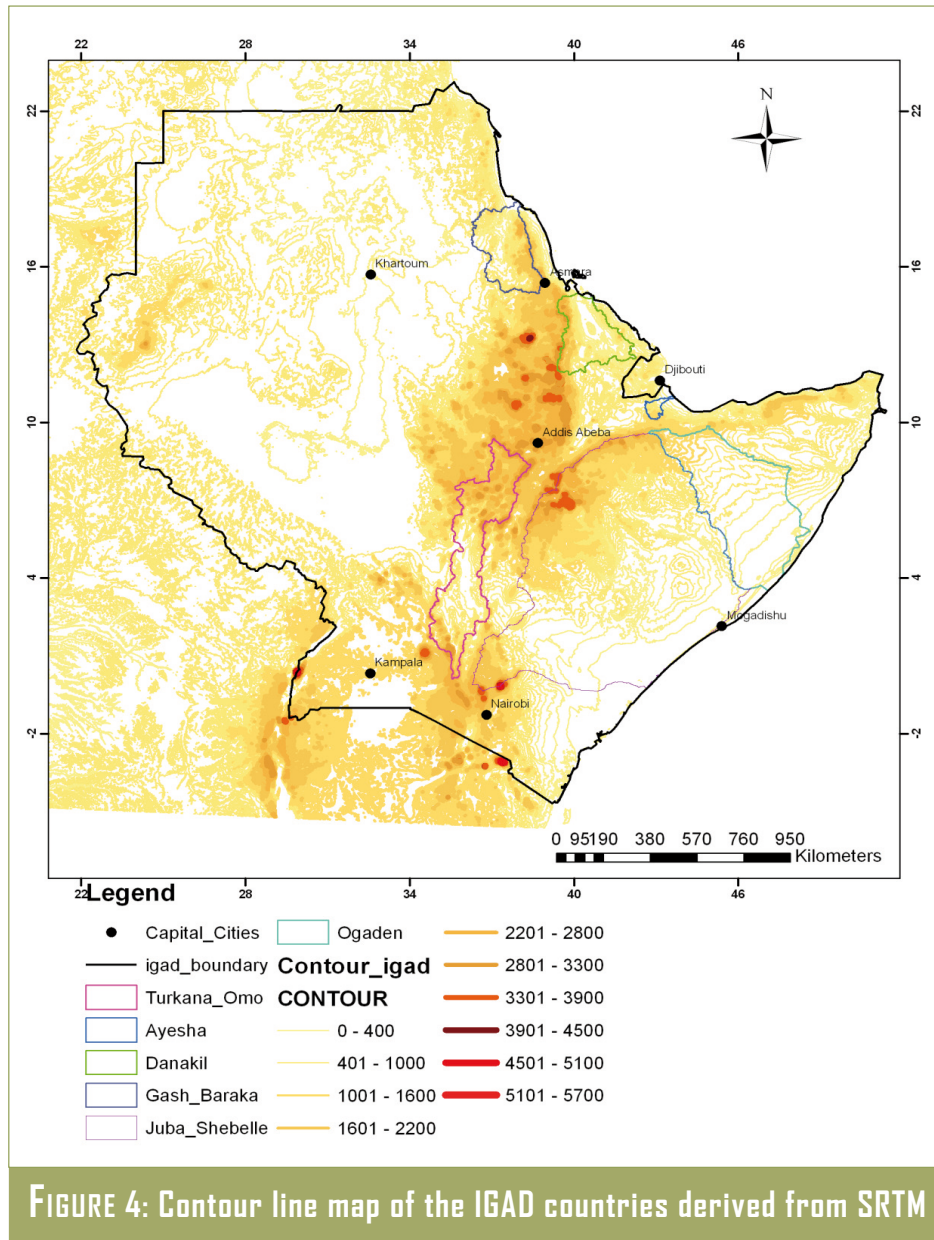 22 28 34 40 46
N
22 22
Khartoum
16 Asmara 16
Djibouti
10 Addis Abeba 10
4 4
Mogadishu
Kampala
Nairobi
-2 -2
0 95190 380 570 760 950
Kilometers
22 28 34 40 46
Legend
Capital_Cities
igad_boundary
Turkana_Omo
Ayesha
Danakil
Gash_Baraka
Juba_Shebelle
Ogaden
Contour_igad
CONTOUR
0 - 400
401 - 1000
1001 - 1600
1601 - 2200
2201 - 2800
2801 - 3300
3301 - 3900
3901 - 4500
4501 - 5100
5101 - 5700
FIGURE 4: Contour line map of the IGAD countries derived from SRTM